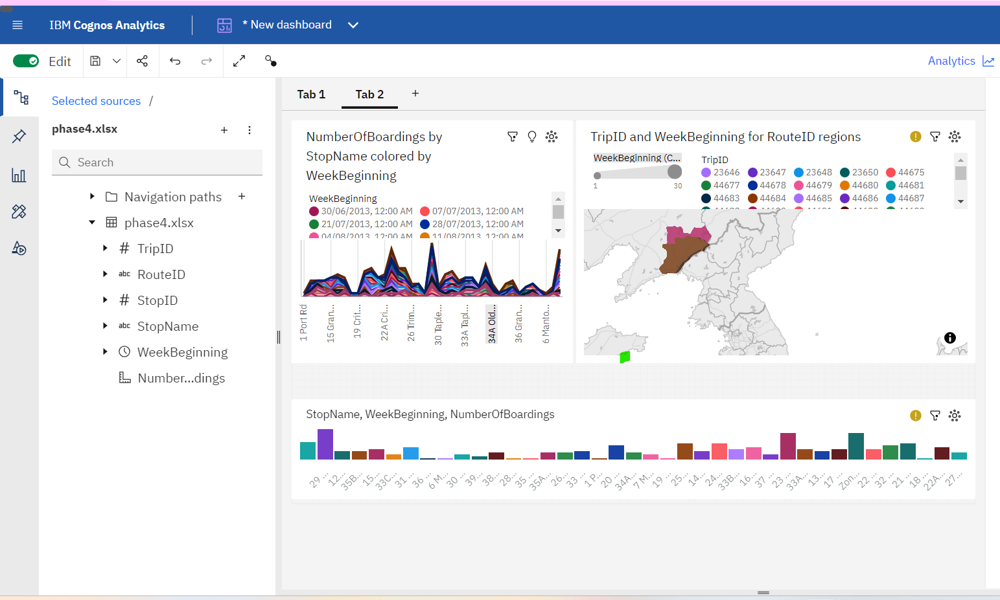 IBM Cognos Analytics
* New dashboard
Edit
Analytics
Selected sources /
phase4.xlsx
Search
Navigation paths
phase4.xlsx
TripID
abc RouteID
StopID
abc StopName
WeekBeginning
Number...dings
Tab 1
Tab 2
NumberOfBoardings by
StopName colored by
WeekBeginning
WeekBeginning
30/06/2013, 12:00 AM 07/07/2013, 12:00 AM
21/07/2013, 12:00 AM 28/07/2013, 12:00 AM
04/08/2013, 12:00 AM 11/08/2013, 12:00 AM
1 Port Rd
15 Gran...
19 Crit...
22A Cri...
26 Trim...
30 Taple...
33A Tapl...
34A Old...
36 Gran...
6 Manto...
TripID and WeekBeginning for RouteID regions
WeekBeginning (C...
1 30
TripID
23646 23647 23648 23650 44675
44677 44678 44679 44680 44681
44683 44684 44685 44686 44687
StopName, WeekBeginning, NumberOfBoardings
29 ...
12...
35B...
15...
33C...
31 ...
36 ...
6 M...
30 ...
39...
38...
28...
35 ...
35A...
26...
33 ...
1 P...
20 ...
34A...
7 M...
19 ...
25...
14...
24...
33B...
16...
37 ...
23 ...
33A...
13...
17 ...
Zon...
22 ...
32 ...
21...
18 ...
22A...
27...